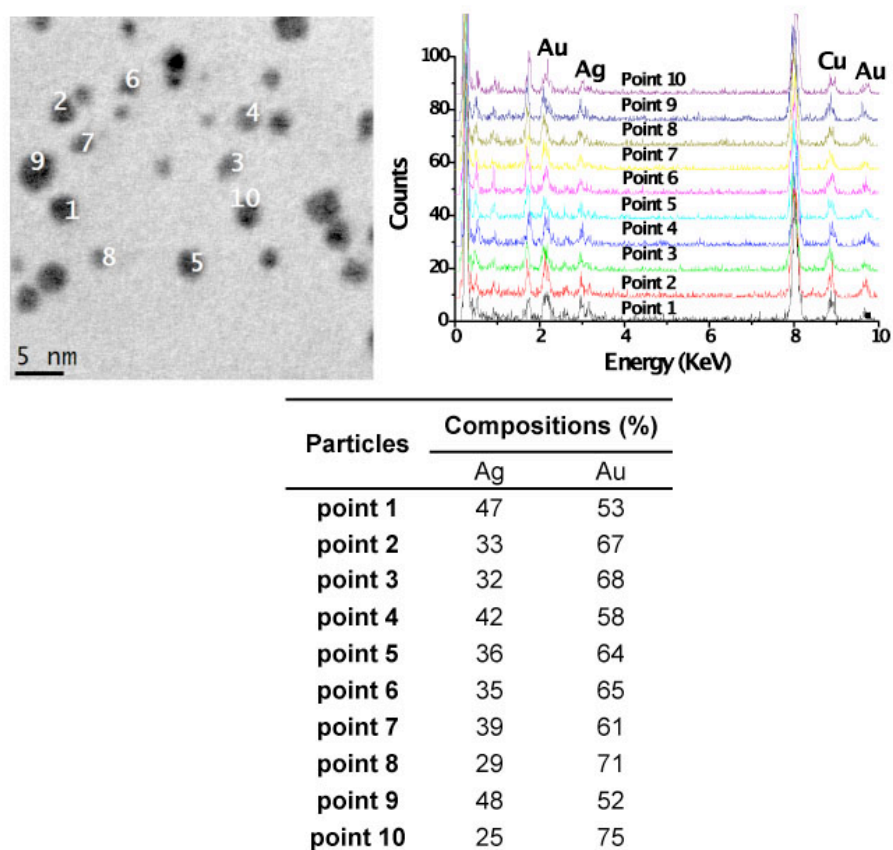 6
2
4
7
9
3
1
10
8
5
5 nm
100
80
60
40
20
0
Counts
Au
Ag
Cu
Au
Point 10
Point 9
Point 8
Point 7
Point 6
Point 5
Point 4
Point 3
Point 2
Point 1
0 2 4 6 8 10
Energy (KeV)
Particles Compositions (%)
Ag Au
point 1 47 53
point 2 33 67
point 3 32 68
point 4 42 58
point 5 36 64
point 6 35 65
point 7 39 61
point 8 29 71
point 9 48 52
point 10 25 75